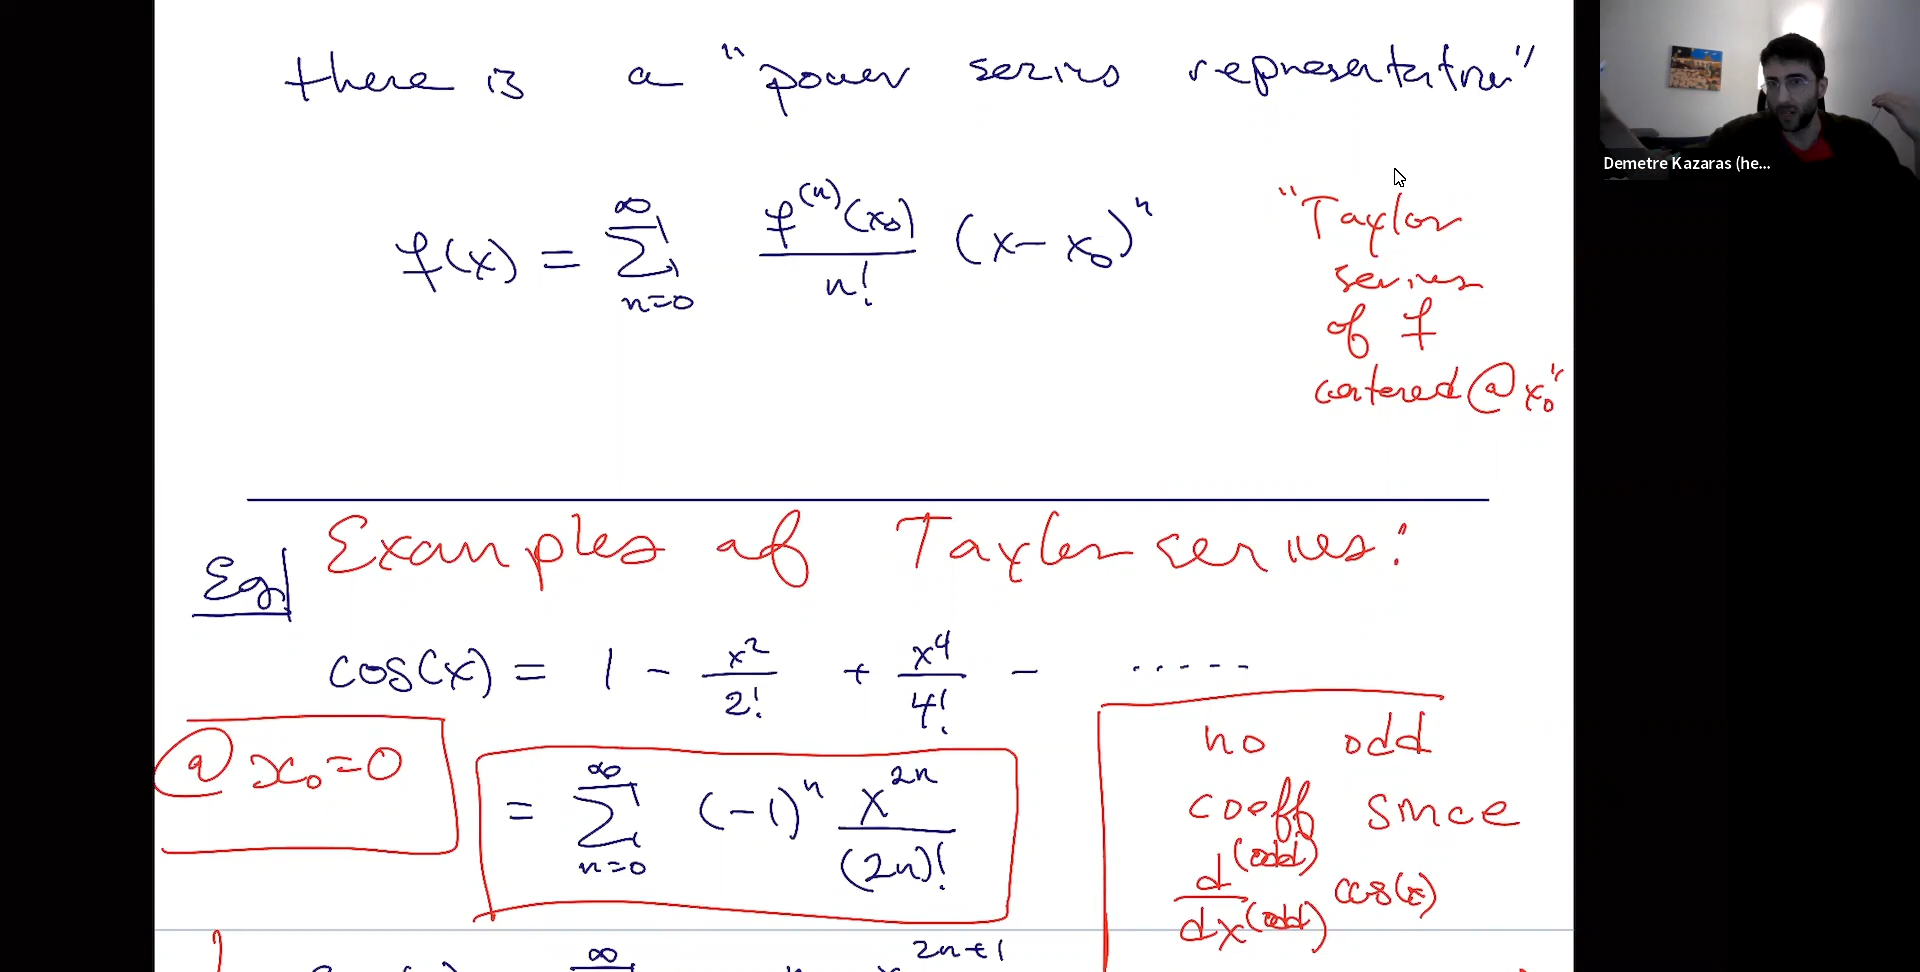 there is a "power series representation"
f(x) = ∑_{n=0}^{∞} f^{(n)}(x₀)/n! (x-x₀)^n
"Taylor
series
of f
centered @ x₀"
Demetre Kazaras (he...
Examples of Taylor series:
Eg|
cos(x) = 1 - x²/2! + x⁴/4! - .....
@ x₀=0
= ∑_{n=0}^{∞} (-1)^n x^{2n}/(2n)!
no odd
coeff since
d^{(odd)}/dx^{(odd)} cos(x)
∞ 2n+1